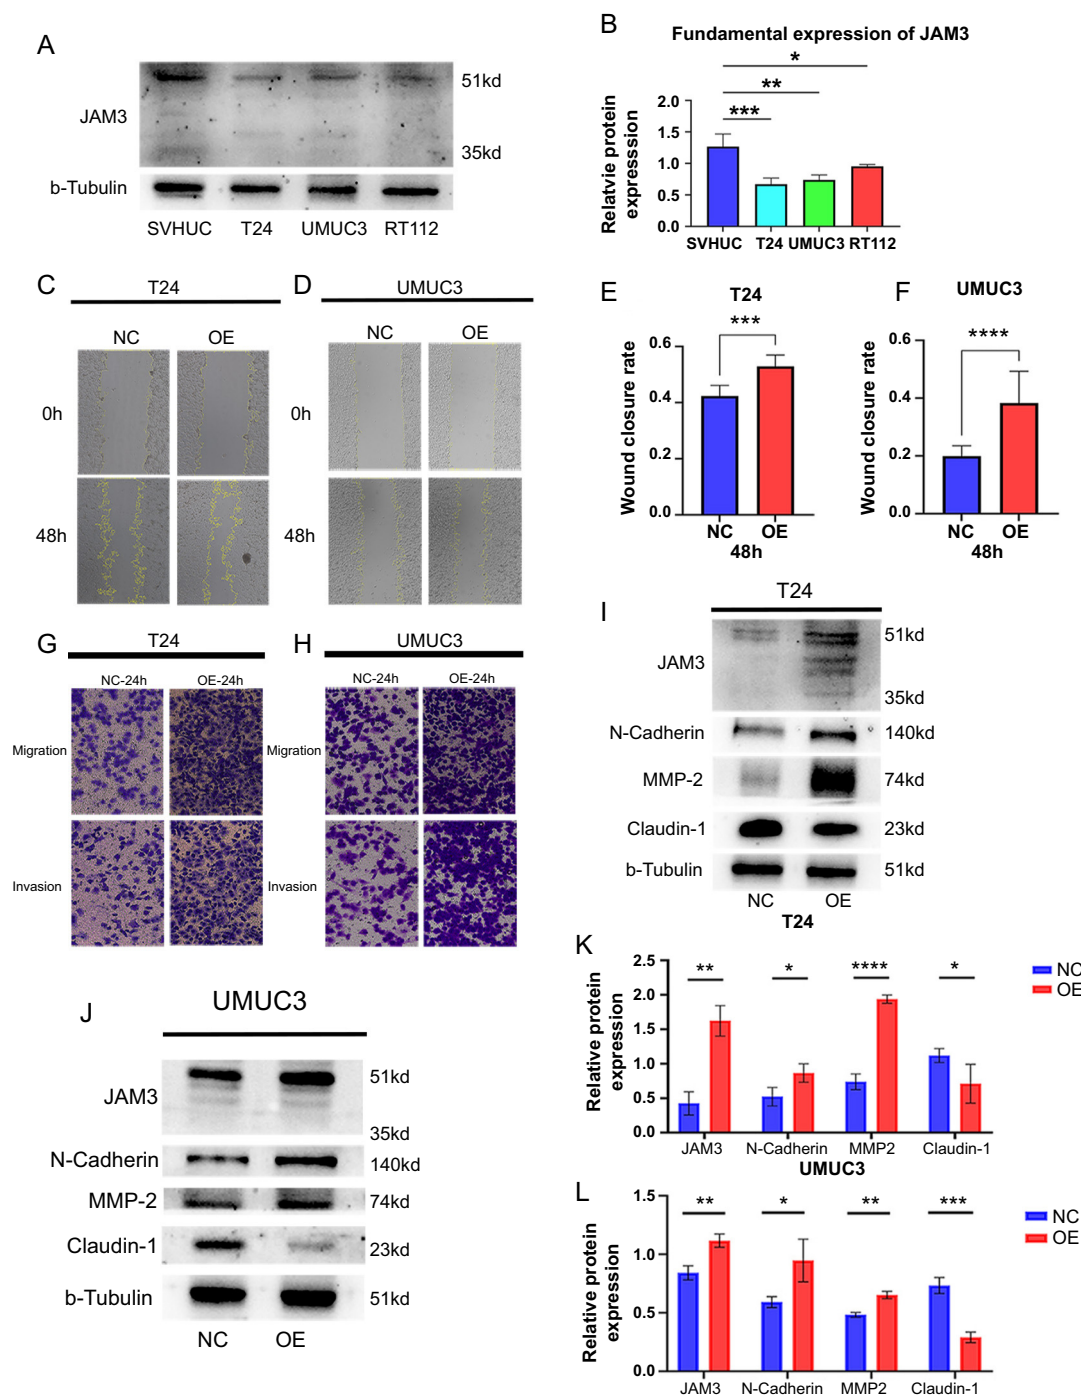 A
JAM3
51kd
35kd
b-Tubulin
SVHUC T24 UMUC3 RT112
B
Fundamental expression of JAM3
*
**
***
Relatvie protein
expresssion
2.0
1.5
1.0
0.5
0.0
SVHUC T24 UMUC3 RT112
C
T24
NC OE
0h
48h
D
UMUC3
NC OE
0h
48h
E
T24
***
Wound closure rate
0.6
0.4
0.2
0.0
NC OE
48h
F
UMUC3
****
Wound closure rate
0.6
0.4
0.2
0.0
NC OE
48h
G
T24
NC-24h OE-24h
Migration
Invasion
H
UMUC3
NC-24h OE-24h
Migration
Invasion
I
T24
JAM3
51kd
35kd
N-Cadherin 140kd
MMP-2 74kd
Claudin-1 23kd
b-Tubulin 51kd
NC OE
J
UMUC3
JAM3
51kd
35kd
N-Cadherin 140kd
MMP-2 74kd
Claudin-1 23kd
b-Tubulin 51kd
NC OE
K
T24
Relative protein
expression
2.5
2.0
1.5
1.0
0.5
0.0
** * **** *
NC
OE
JAM3 N-Cadherin MMP2 Claudin-1
L
UMUC3
Relative protein
expression
1.5
1.0
0.5
0.0
** * ** ***
NC
OE
JAM3 N-Cadherin MMP2 Claudin-1